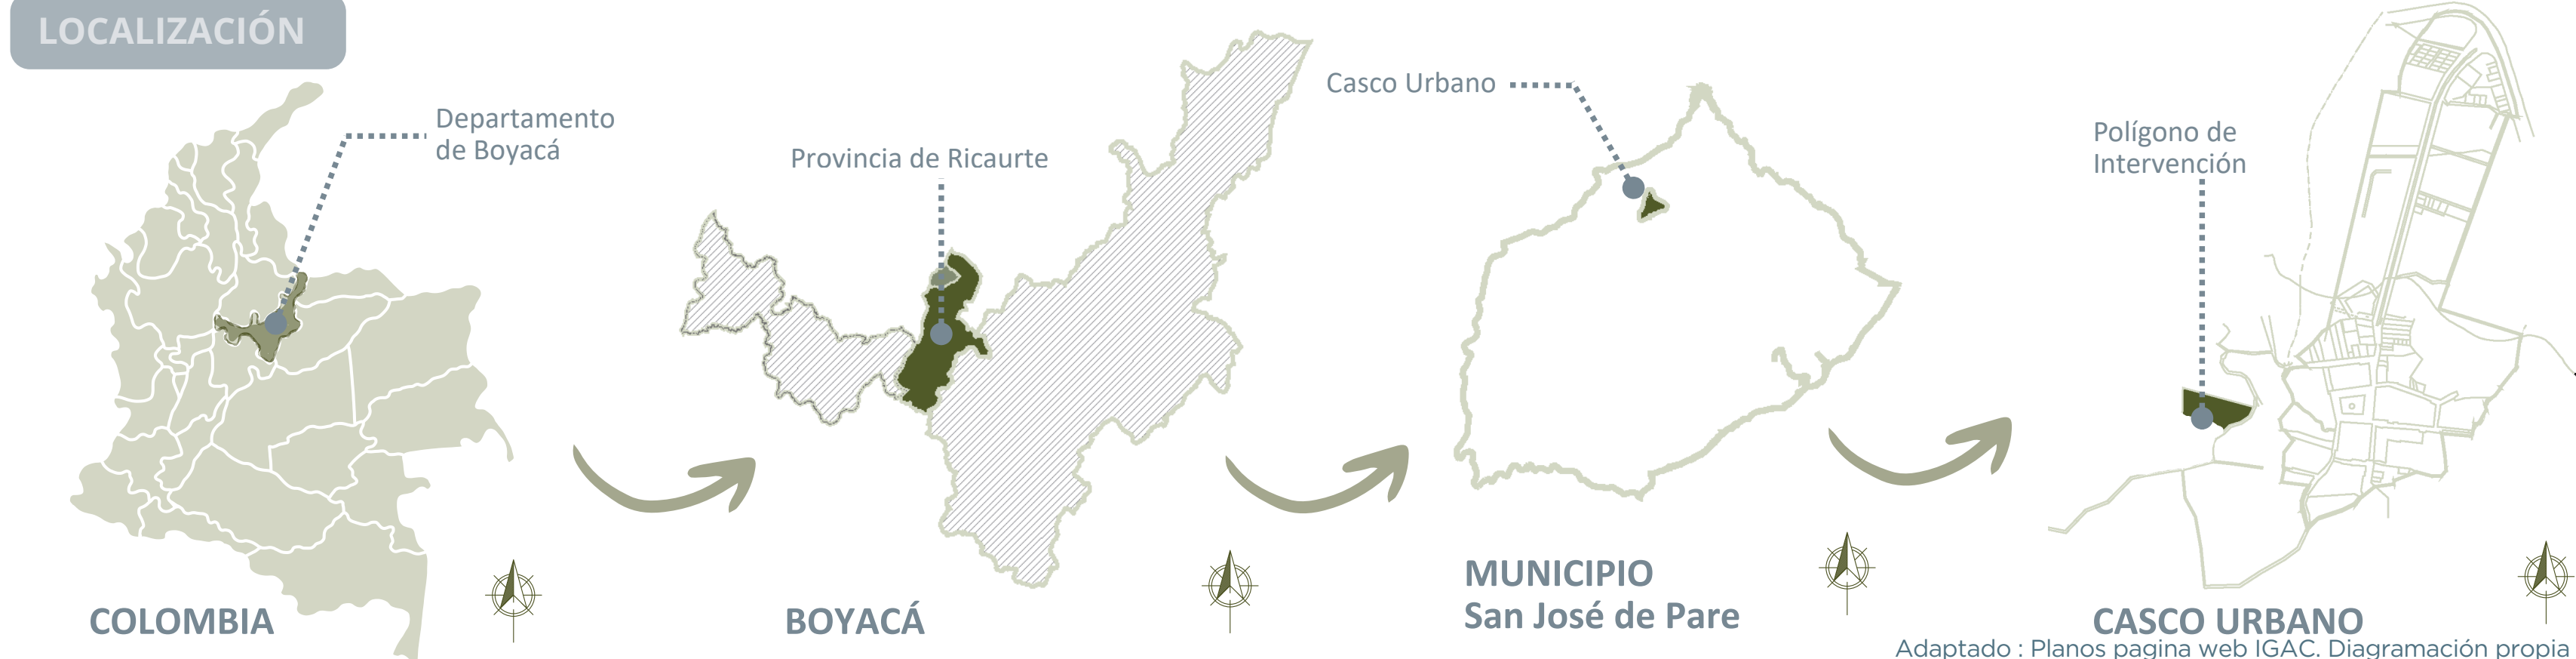 LOCALIZACIÓN
Departamento
de Boyacá
COLOMBIA
Provincia de Ricaurte
BOYACÁ
Casco Urbano
MUNICIPIO
San José de Pare
Polígono de
Intervención
CASCO URBANO
Adaptado : Planos pagina web IGAC. Diagramación propia